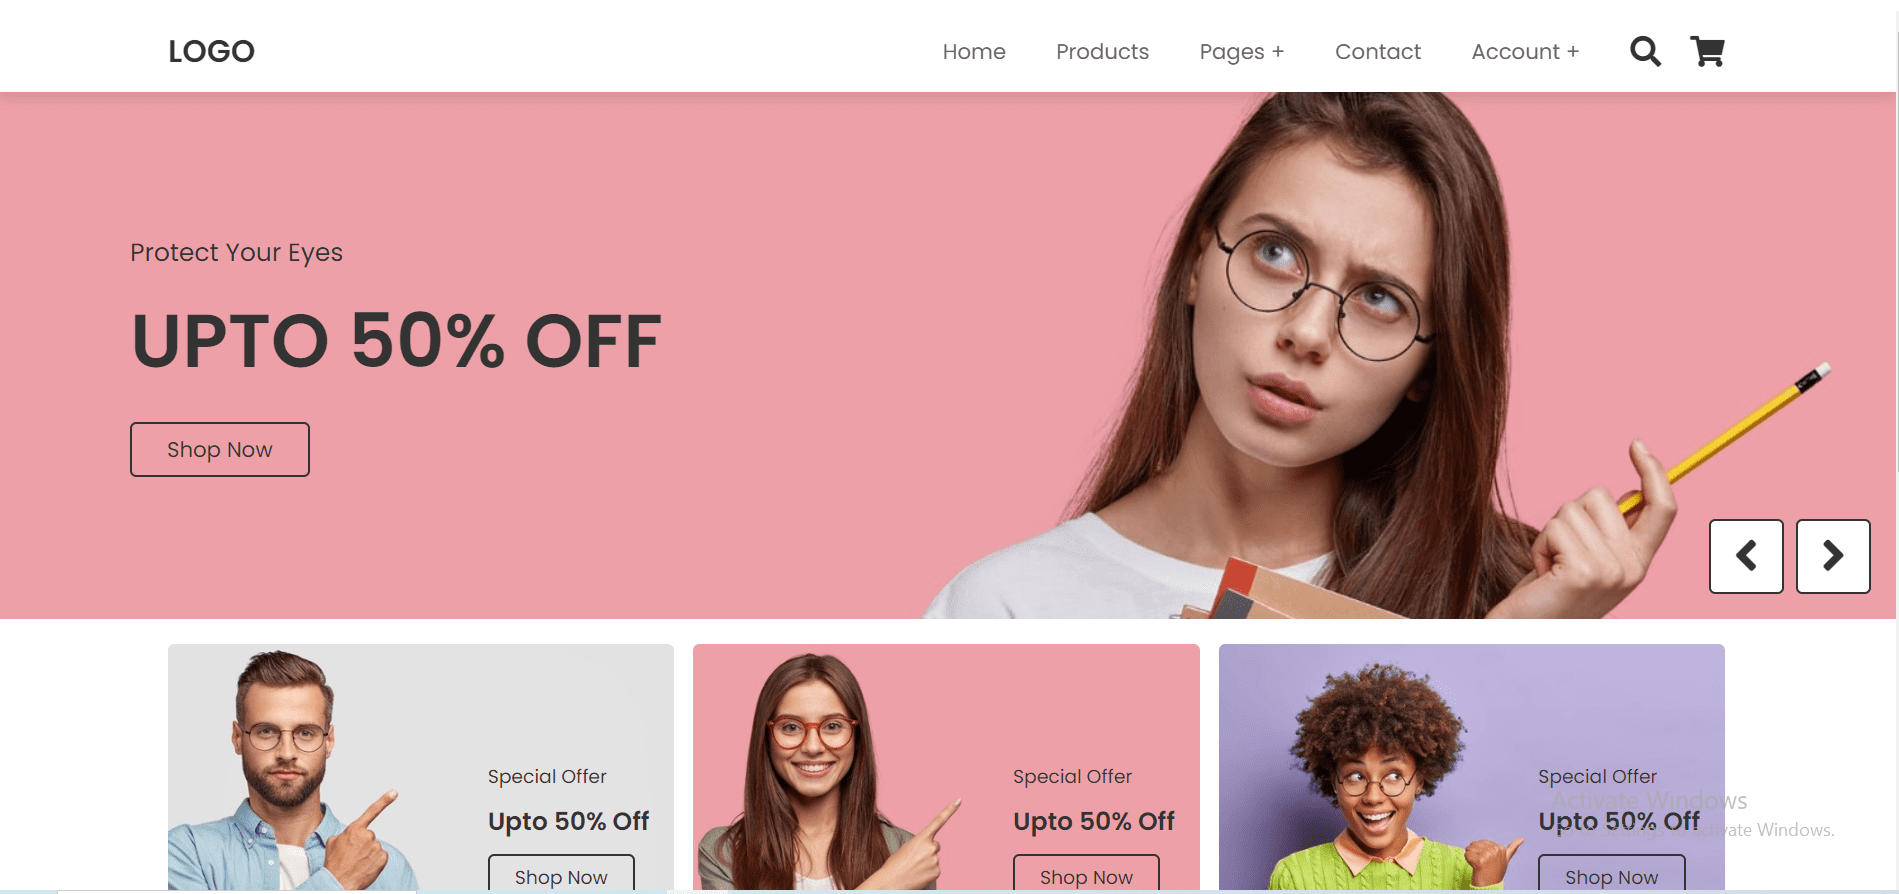 LOGO
Home
Products
Pages +
Contact
Account +
Protect Your Eyes
UPTO 50% OFF
Shop Now
Special Offer
Upto 50% Off
Shop Now
Special Offer
Upto 50% Off
Shop Now
Special Offer
Activate Windows
Upto 50% Off
Activate Windows.
Shop Now